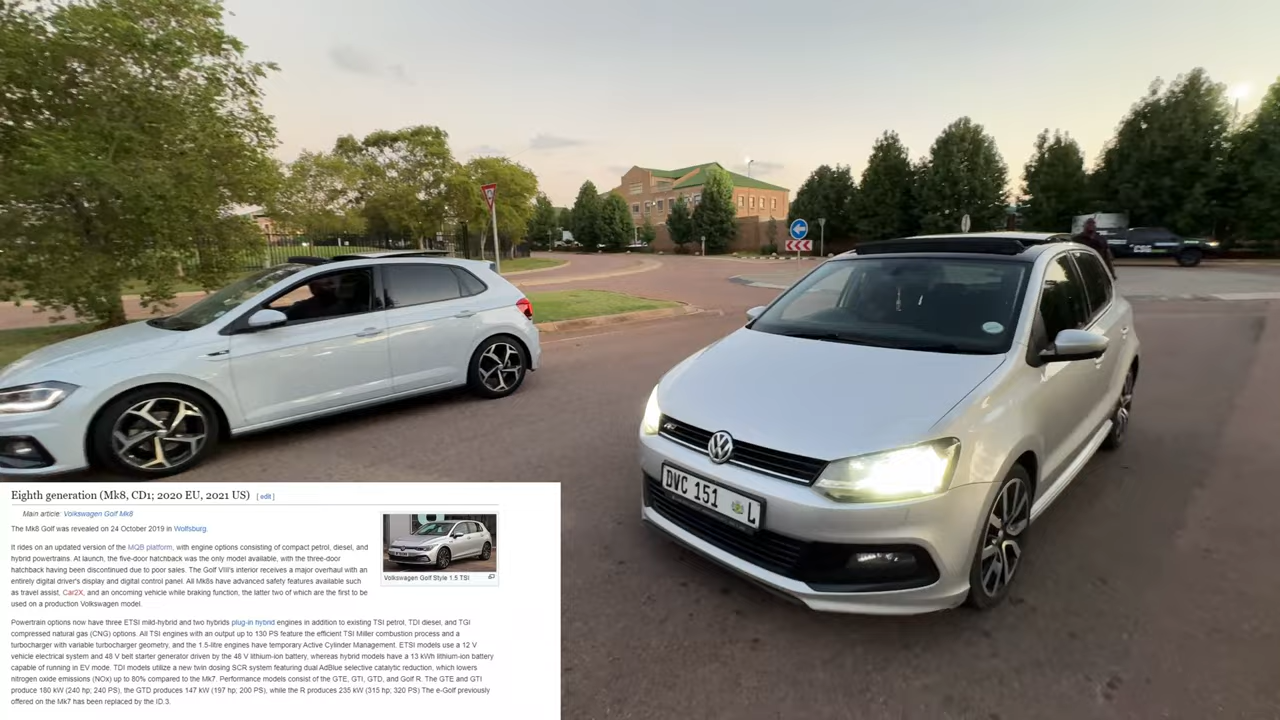 CSG
DVC 151 L
Eighth generation (Mk8, CD1; 2020 EU, 2021 US) [ edit ]
Main article: Volkswagen Golf Mk8
The Mk8 Golf was revealed on 24 October 2019 in Wolfsburg.
It rides on an updated version of the MQB platform, with engine options consisting of compact petrol, diesel, and
hybrid powertrains. At launch, the five-door hatchback was the only model available, with the three-door
hatchback having been discontinued due to poor sales. The Golf VIII's interior receives a major overhaul with an
entirely digital driver's display and digital control panel. All Mk8s have advanced safety features available such
as travel assist, Car2X, and an oncoming vehicle while braking function, the latter two of which are the first to be
used on a production Volkswagen model.
Volkswagen Golf Style 1.5 TSI
Powertrain options now have three ETSI mild-hybrid and two hybrids plug-in hybrid engines in addition to existing TSI petrol, TDI diesel, and TGI
compressed natural gas (CNG) options. All TSI engines with an output up to 130 PS feature the efficient TSI Miller combustion process and a
turbocharger with variable turbocharger geometry, and the 1.5-litre engines have temporary Active Cylinder Management. ETSI models use a 12 V
vehicle electrical system and 48 V belt starter generator driven by the 48 V lithium-ion battery, whereas hybrid models have a 13 kWh lithium-ion battery
capable of running in EV mode. TDI models utilize a new twin dosing SCR system featuring dual AdBlue selective catalytic reduction, which lowers
nitrogen oxide emissions (NOx) up to 80% compared to the Mk7. Performance models consist of the GTE, GTI, GTD, and Golf R. The GTE and GTI
produce 180 kW (240 hp; 240 PS), the GTD produces 147 kW (197 hp; 200 PS), while the R produces 235 kW (315 hp; 320 PS) The e-Golf previously
offered on the Mk7 has been replaced by the ID.3.